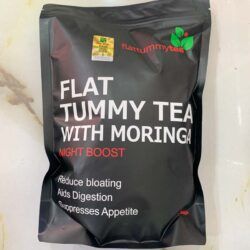 flattummytea
FLAT
TUMMY TEA
WITH MORINGA
NIGHT BOOST
Reduce bloating
Aids Digestion
Suppresses Appetite